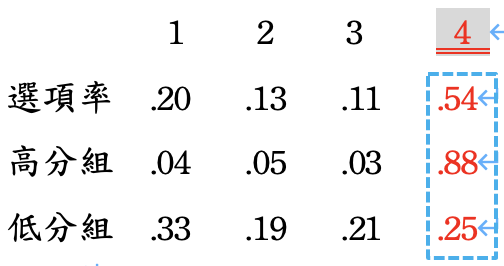 1 2 3 4
選項率 .20 .13 .11 .54
高分組 .04 .05 .03 .88
低分組 .33 .19 .21 .25